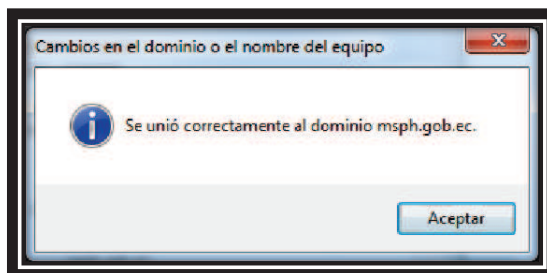 Cambios en el dominio o el nombre del equipo
Se unió correctamente al dominio msph.gob.ec.
Aceptar